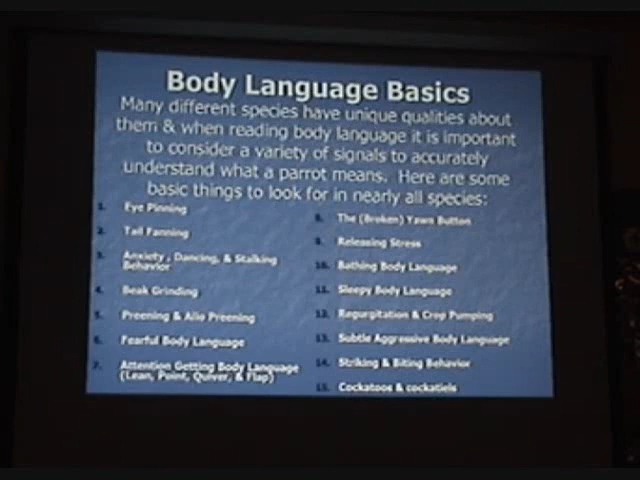 Body Language Basics
Many different species have unique qualities about
them & when reading body language it is important
to consider a variety of signals to accurately
understand what a parrot means. Here are some
basic things to look for in nearly all species:
1. Eye Pinning
2. Tail Fanning
3. Anxiety, Dancing, & Stalking
Behavior
4. Beak Grinding
5. Preening & Allo Preening
6. Fearful Body Language
7. Attention Getting Body Language
(Lean, Point, Quiver, & Flap)
8. The (Broken) Yawn Button
9. Releasing Stress
10. Bathing Body Language
11. Sleepy Body Language
12. Regurgitation & Crop Pumping
13. Subtle Aggressive Body Language
14. Striking & Biting Behavior
15. Cockatoos & cockatiels